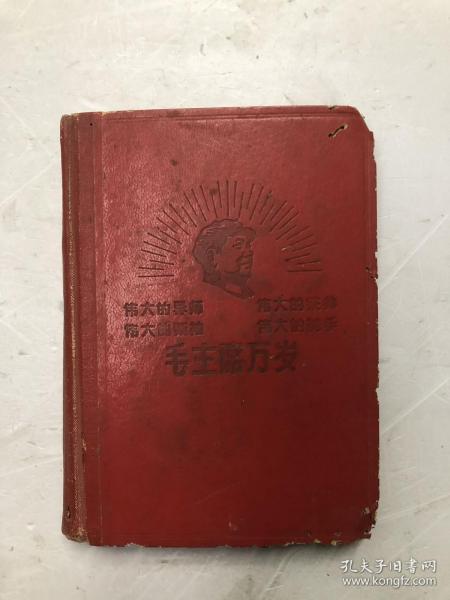 伟大的导师 伟大的统帅
伟大的领袖 伟大的舵手
毛主席万岁
孔夫子旧书网
www.kongfz.com